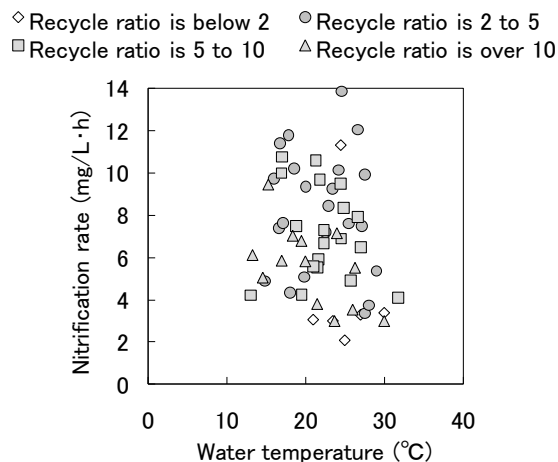 ◇Recycle ratio is below 2 ●Recycle ratio is 2 to 5
■Recycle ratio is 5 to 10 △Recycle ratio is over 10
14
12
10
8
6
4
2
0
Nitrification rate (mg/L·h)
0 10 20 30 40
Water temperature (℃)